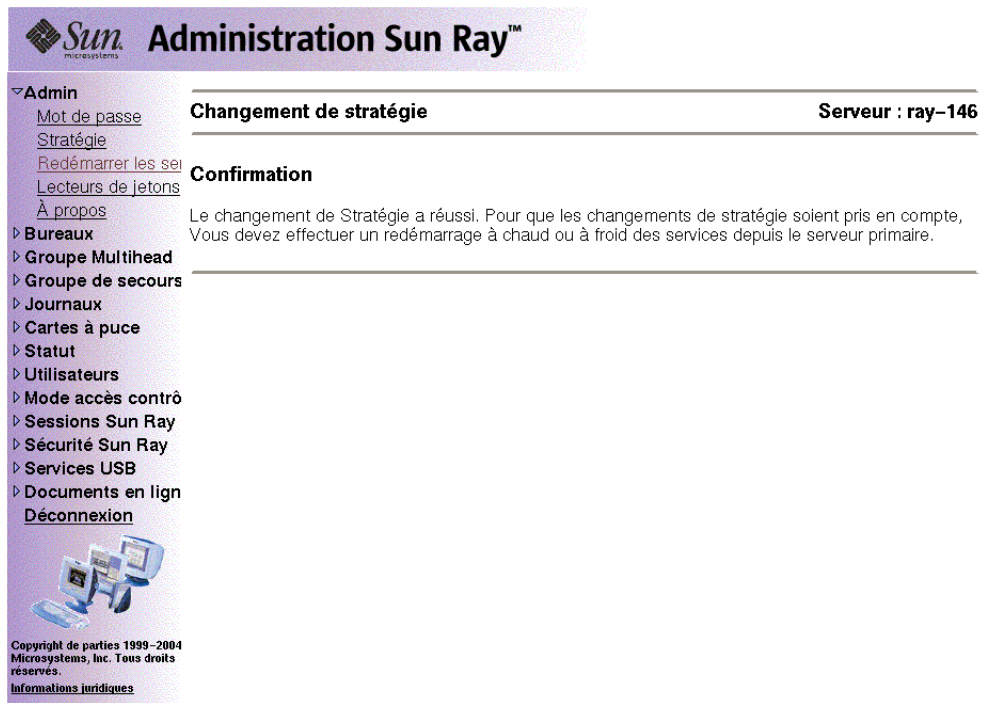 Sun
microsystems
Administration Sun Ray™
Admin
Mot de passe
Stratégie
Redémarrer les ser
Lecteurs de jetons
À propos
Bureaux
Groupe Multihead
Groupe de secours
Journaux
Cartes à puce
Statut
Utilisateurs
Mode accès contrô
Sessions Sun Ray
Sécurité Sun Ray
Services USB
Documents en lign
Déconnexion
Copyright de parties 1999–2004
Microsystems, Inc. Tous droits
réservés.
Informations juridiques
Changement de stratégie
Serveur : ray–146
Confirmation
Le changement de Stratégie a réussi. Pour que les changements de stratégie soient pris en compte,
Vous devez effectuer un redémarrage à chaud ou à froid des services depuis le serveur primaire.